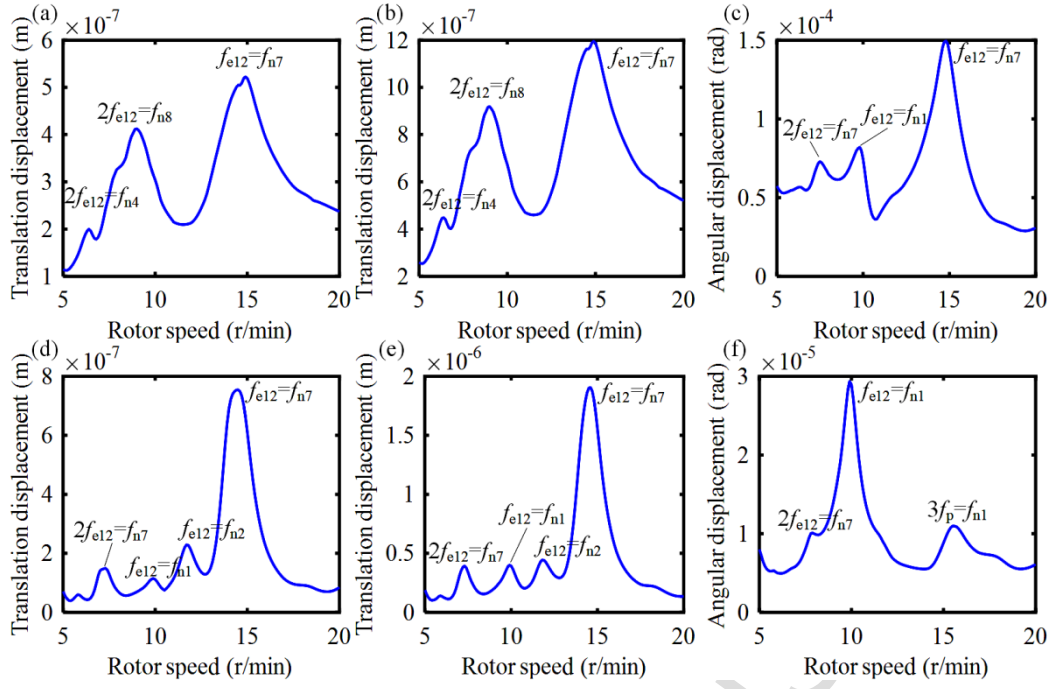 (a) ×10⁻⁷
Translation displacement (m)
6
5
4
3
2
1
fₑ₁₂=fₙ₇
2fₑ₁₂=fₙ₈
2fₑ₁₂=fₙ₄
5 10 15 20
Rotor speed (r/min)
(b) ×10⁻⁷
Translation displacement (m)
12
10
8
6
4
2
fₑ₁₂=fₙ₇
2fₑ₁₂=fₙ₈
2fₑ₁₂=fₙ₄
5 10 15 20
Rotor speed (r/min)
(c) ×10⁻⁴
Angular displacement (rad)
1.5
1
0.5
0
fₑ₁₂=fₙ₇
fₑ₁₂=fₙ₁
2fₑ₁₂=fₙ₇
5 10 15 20
Rotor speed (r/min)
(d) ×10⁻⁷
Translation displacement (m)
8
6
4
2
0
fₑ₁₂=fₙ₇
2fₑ₁₂=fₙ₇
fₑ₁₂=fₙ₂
fₑ₁₂=fₙ₁
5 10 15 20
Rotor speed (r/min)
(e) ×10⁻⁶
Translation displacement (m)
2
1.5
1
0.5
0
fₑ₁₂=fₙ₇
fₑ₁₂=fₙ₁
2fₑ₁₂=fₙ₇
fₑ₁₂=fₙ₂
5 10 15 20
Rotor speed (r/min)
(f) ×10⁻⁵
Angular displacement (rad)
3
2
1
0
fₑ₁₂=fₙ₁
2fₑ₁₂=fₙ₇
3fₚ=fₙ₁
5 10 15 20
Rotor speed (r/min)